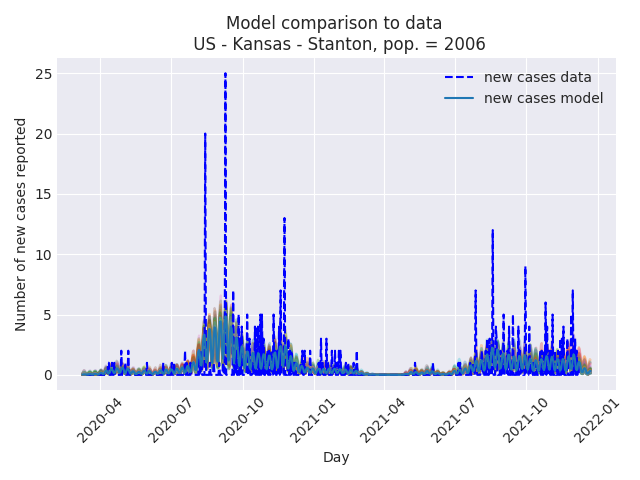 Model comparison to data
US - Kansas - Stanton, pop. = 2006
new cases data
new cases model
Number of new cases reported
25
20
15
10
5
0
2020-04
2020-07
2020-10
2021-01
2021-04
2021-07
2021-10
2022-01
Day